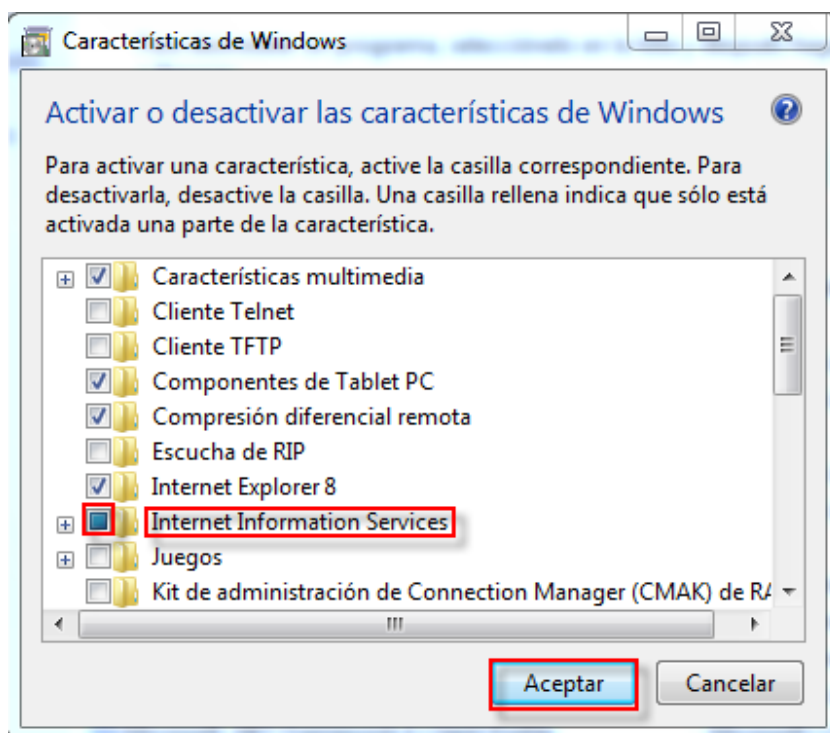 Características de Windows
Activar o desactivar las características de Windows
Para activar una característica, active la casilla correspondiente. Para
desactivarla, desactive la casilla. Una casilla rellena indica que sólo está
activada una parte de la característica.
Características multimedia
Cliente Telnet
Cliente TFTP
Componentes de Tablet PC
Compresión diferencial remota
Escucha de RIP
Internet Explorer 8
Internet Information Services
Juegos
Kit de administración de Connection Manager (CMAK) de
Aceptar
Cancelar